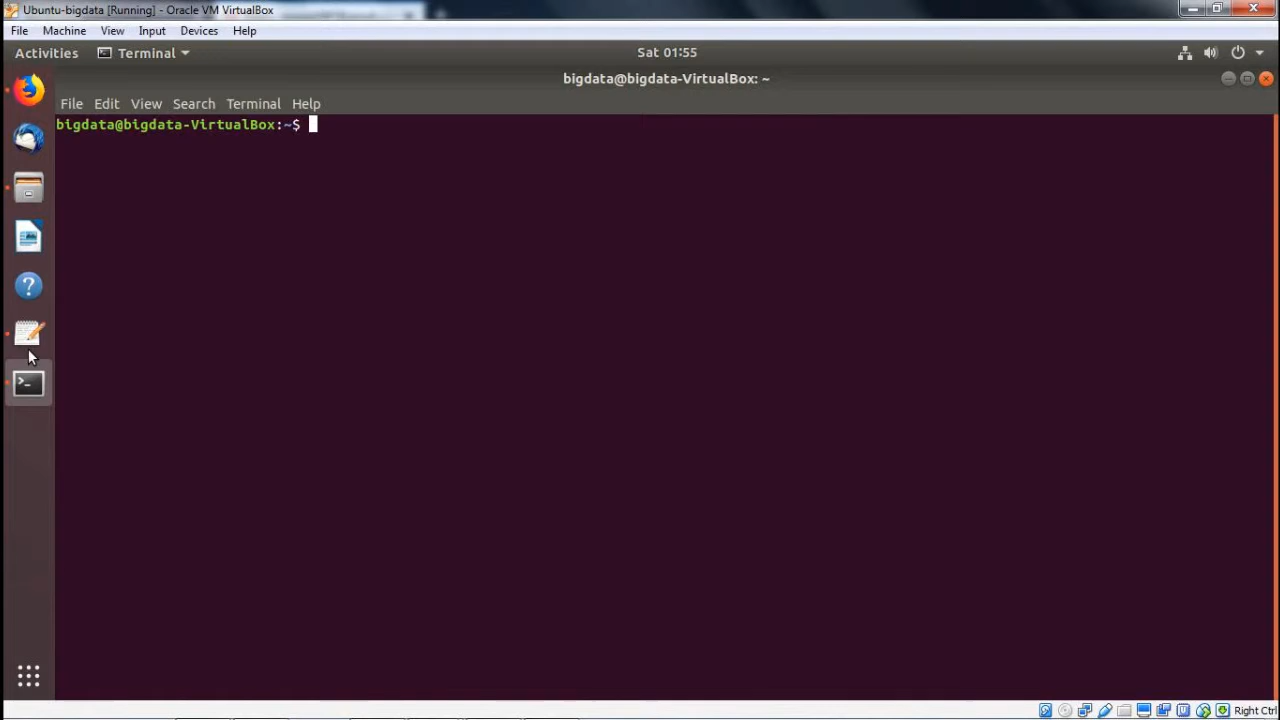 Ubuntu-bigdata [Running] - Oracle VM VirtualBox
File Machine View Input Devices Help
Activities Terminal Sat 01:55
bigdata@bigdata-VirtualBox: ~
File Edit View Search Terminal Help
bigdata@bigdata-VirtualBox:~$
Right Ctrl